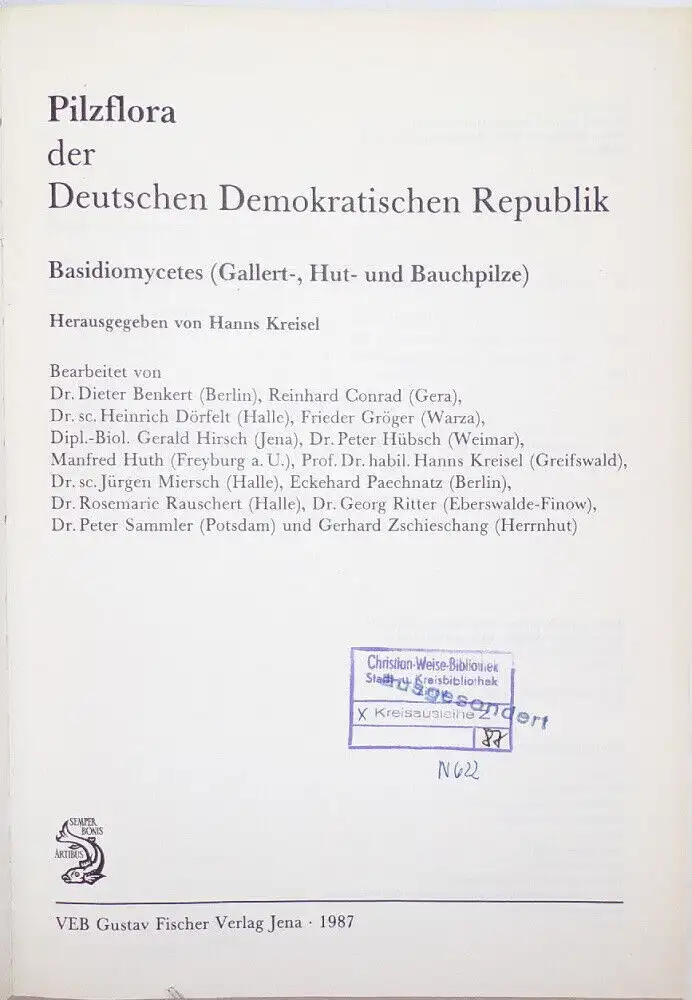 Pilzflora
der
Deutschen Demokratischen Republik
Basidiomycetes (Gallert-, Hut- und Bauchpilze)
Herausgegeben von Hanns Kreisel
Bearbeitet von
Dr. Dieter Benkert (Berlin), Reinhard Conrad (Gera),
Dr. sc. Heinrich Dörfelt (Halle), Frieder Gröger (Warza),
Dipl.-Biol. Gerald Hirsch (Jena), Dr. Peter Hübsch (Weimar),
Manfred Huth (Freyburg a. U.), Prof. Dr. habil. Hanns Kreisel (Greifswald),
Dr. sc. Jürgen Miersch (Halle), Eckehard Paechnatz (Berlin),
Dr. Rosemarie Rauschert (Halle), Dr. Georg Ritter (Eberswalde-Finow),
Dr. Peter Sammler (Potsdam) und Gerhard Zschieschang (Herrnhut)
Christian-Weise-Bibliothek
Stadt- u. Kreisbibliothek
ausgesondert
X Kreisausleihe Z
87
N622
SEMPER
BONIS
ARTIBUS
VEB Gustav Fischer Verlag Jena · 1987